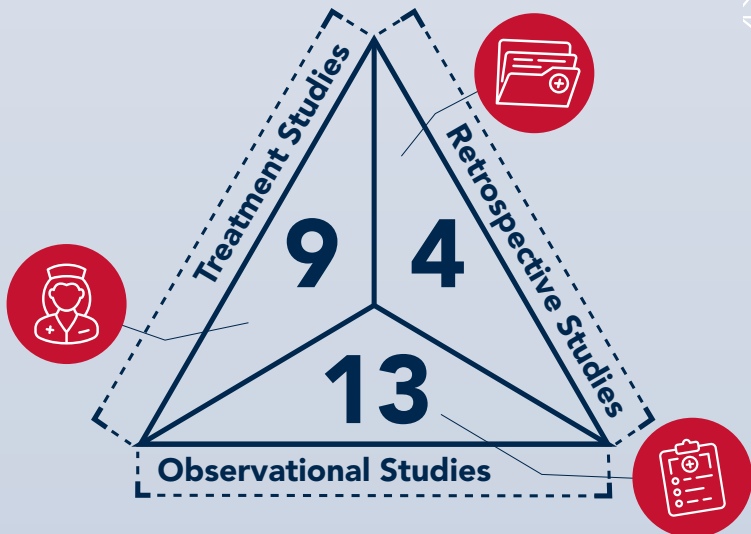 Treatment Studies
Retrospective Studies
9
4
13
Observational Studies